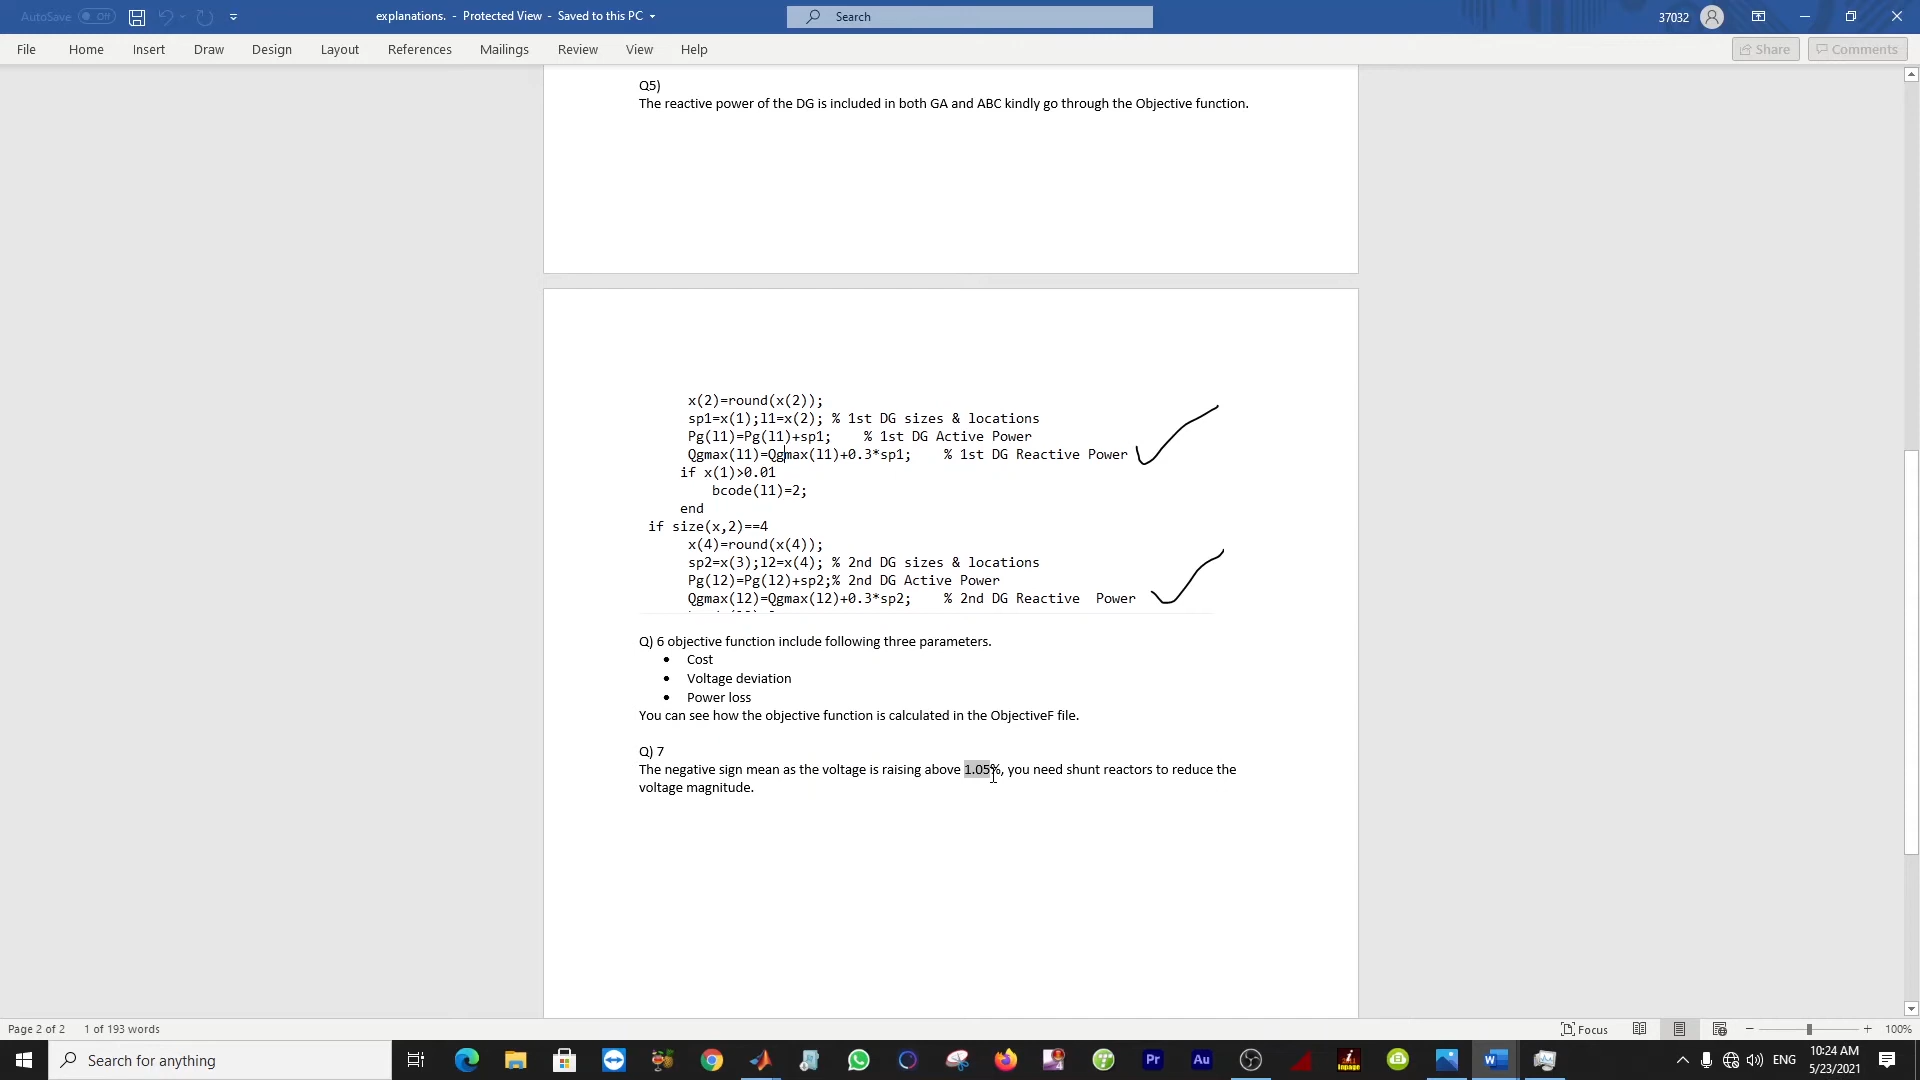 AutoSave Off
explanations. - Protected View - Saved to this PC
Search
37032
File Home Insert Draw Design Layout References Mailings Review View Help
Share Comments
Q5)
The reactive power of the DG is included in both GA and ABC kindly go through the Objective function.
x(2)=round(x(2));
sp1=x(1);l1=x(2); % 1st DG sizes & locations
Pg(l1)=Pg(l1)+sp1; % 1st DG Active Power
Qgmax(l1)=Qgmax(l1)+0.3*sp1; % 1st DG Reactive Power
if x(1)>0.01
bcode(l1)=2;
end
if size(x,2)==4
x(4)=round(x(4));
sp2=x(3);l2=x(4); % 2nd DG sizes & locations
Pg(l2)=Pg(l2)+sp2;% 2nd DG Active Power
Qgmax(l2)=Qgmax(l2)+0.3*sp2; % 2nd DG Reactive Power
Q) 6 objective function include following three parameters.
• Cost
• Voltage deviation
• Power loss
You can see how the objective function is calculated in the ObjectiveF file.
Q) 7
The negative sign mean as the voltage is raising above 1.05%, you need shunt reactors to reduce the
voltage magnitude.
Page 2 of 2 1 of 193 words
Focus
100%
Search for anything
Pr
Au
Inpage
ENG
10:24 AM
5/23/2021